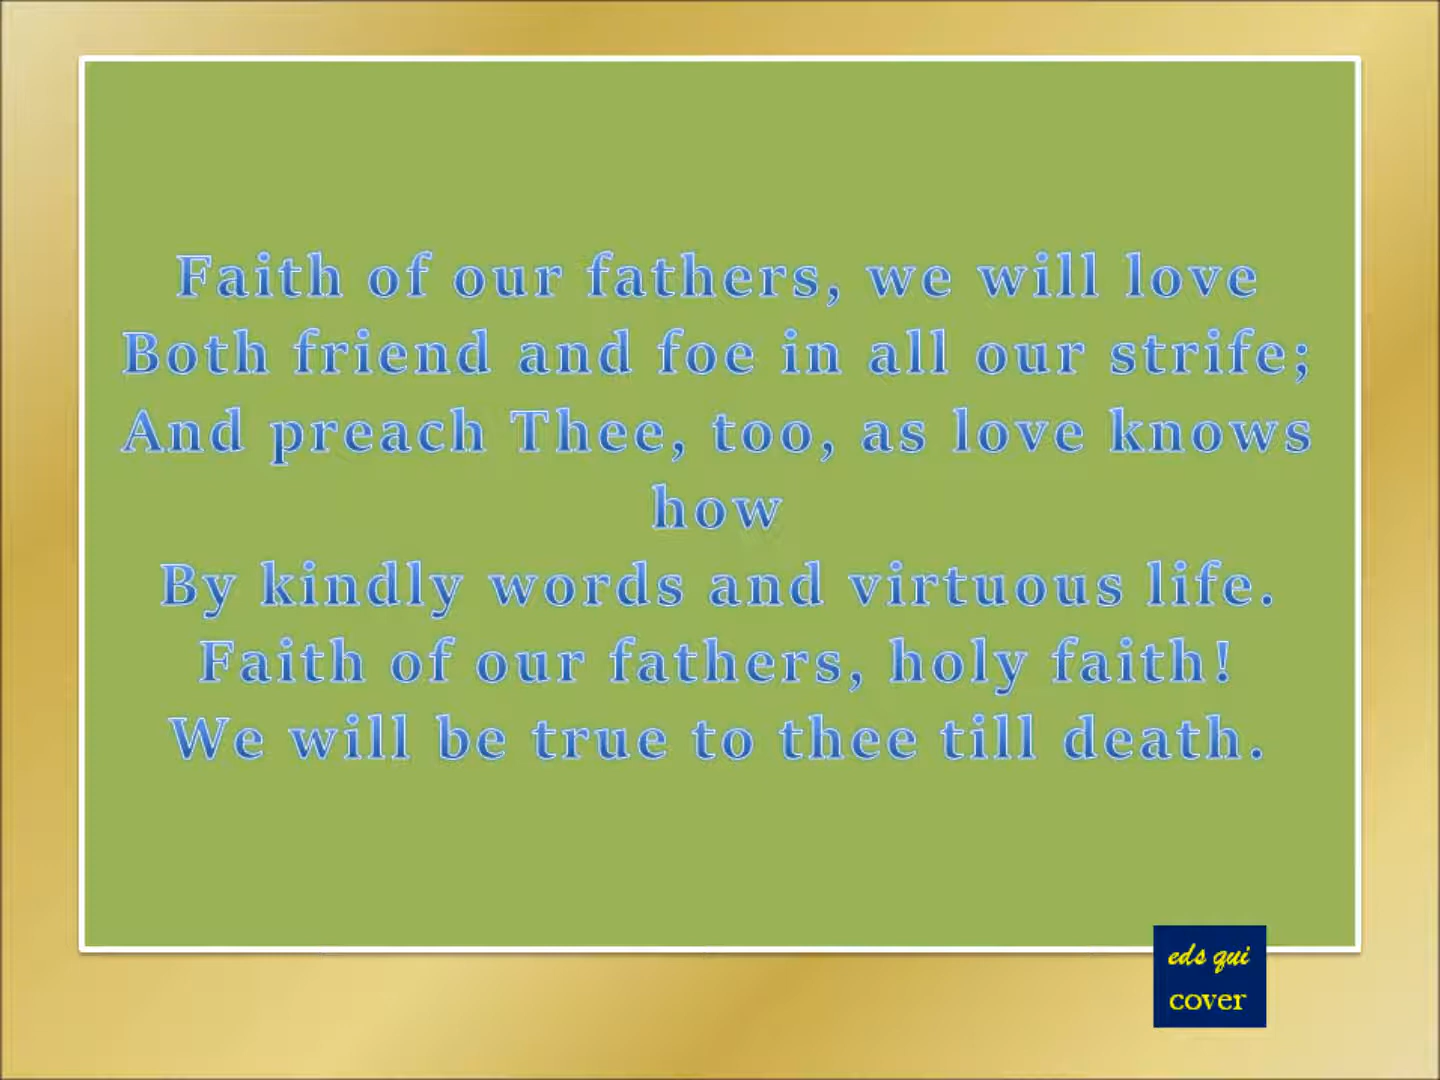 Faith of our fathers, we will love
Both friend and foe in all our strife;
And preach Thee, too, as love knows
how
By kindly words and virtuous life.
Faith of our fathers, holy faith!
We will be true to thee till death.
eds qui
cover